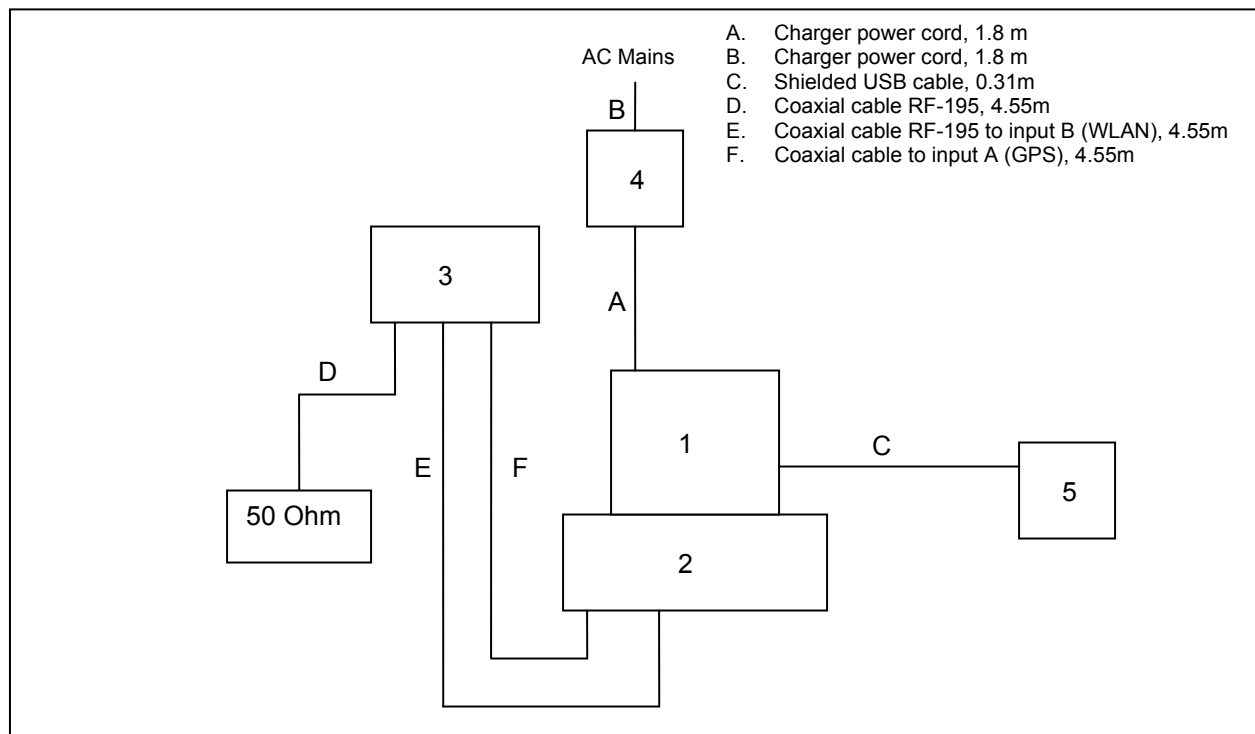 A. Charger power cord, 1.8 m
B. Charger power cord, 1.8 m
C. Shielded USB cable, 0.31m
D. Coaxial cable RF-195, 4.55m
E. Coaxial cable RF-195 to input B (WLAN), 4.55m
F. Coaxial cable to input A (GPS), 4.55m
AC Mains
B
4
3
A
D
E
F
1
C
5
50 Ohm
2